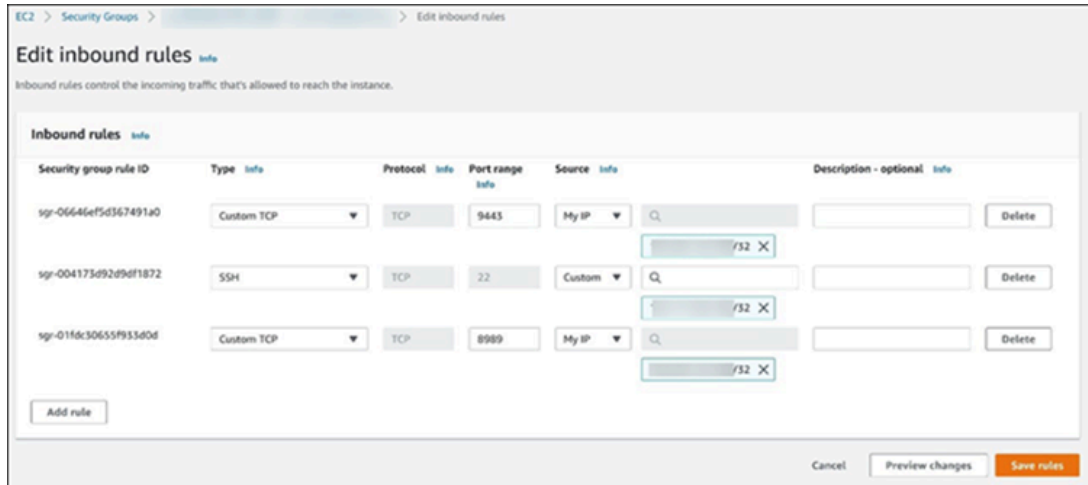 EC2 > Security Groups > > Edit inbound rules
Edit inbound rules Info
Inbound rules control the incoming traffic that's allowed to reach the instance.
Inbound rules Info
Security group rule ID Type Info Protocol Info Port range Info Source Info Description - optional Info
sgr-06646ef5d367491a0 Custom TCP TCP 9443 My IP Delete
/32 X
sgr-004173d92d9df1872 SSH TCP 22 Custom Delete
/32 X
sgr-01fdc30655f933d0d Custom TCP TCP 8989 My IP Delete
/32 X
Add rule
Cancel Preview changes Save rules